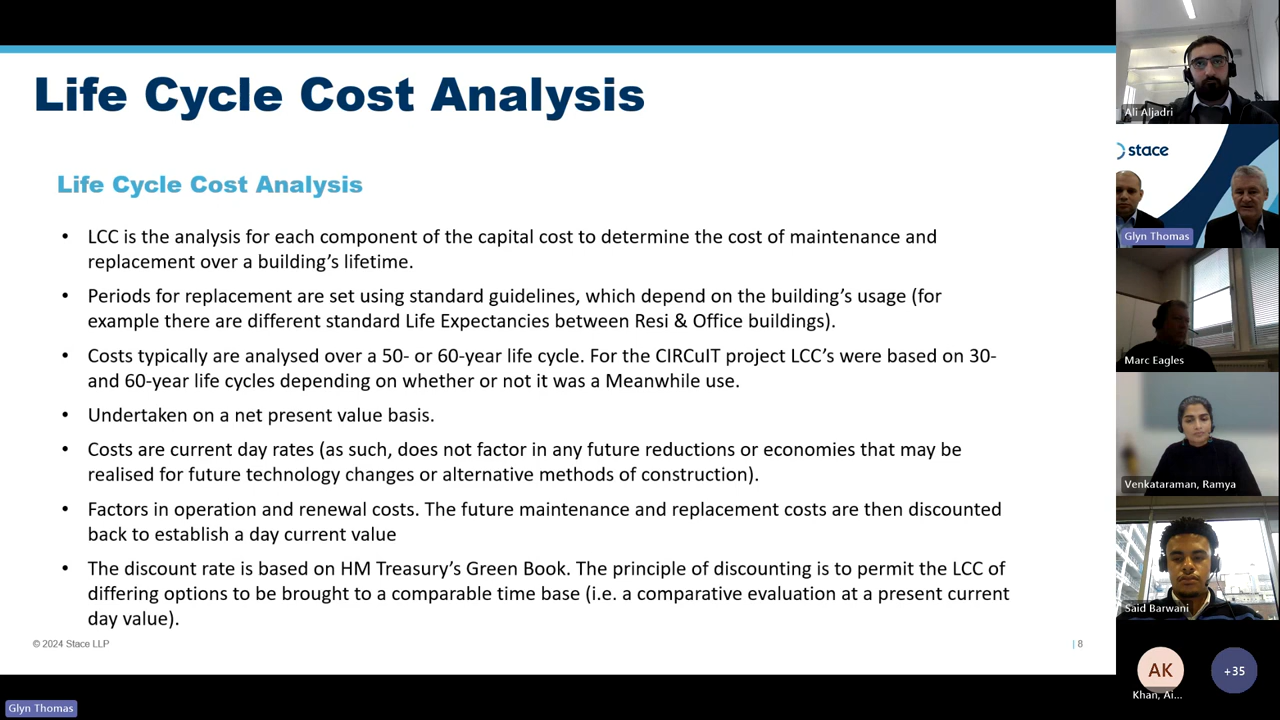 Life Cycle Cost Analysis
Life Cycle Cost Analysis
• LCC is the analysis for each component of the capital cost to determine the cost of maintenance and
replacement over a building’s lifetime.
• Periods for replacement are set using standard guidelines, which depend on the building’s usage (for
example there are different standard Life Expectancies between Resi & Office buildings).
• Costs typically are analysed over a 50- or 60-year life cycle. For the CIRCuIT project LCC’s were based on 30-
and 60-year life cycles depending on whether or not it was a Meanwhile use.
• Undertaken on a net present value basis.
• Costs are current day rates (as such, does not factor in any future reductions or economies that may be
realised for future technology changes or alternative methods of construction).
• Factors in operation and renewal costs. The future maintenance and replacement costs are then discounted
back to establish a day current value
• The discount rate is based on HM Treasury’s Green Book. The principle of discounting is to permit the LCC of
differing options to be brought to a comparable time base (i.e. a comparative evaluation at a present current
day value).
© 2024 Stace LLP
| 8
Glyn Thomas
Ali Aljadri
stace
Glyn Thomas
Marc Eagles
Venkataraman, Ramya
Said Barwani
AK
Khan, Ai...
+35